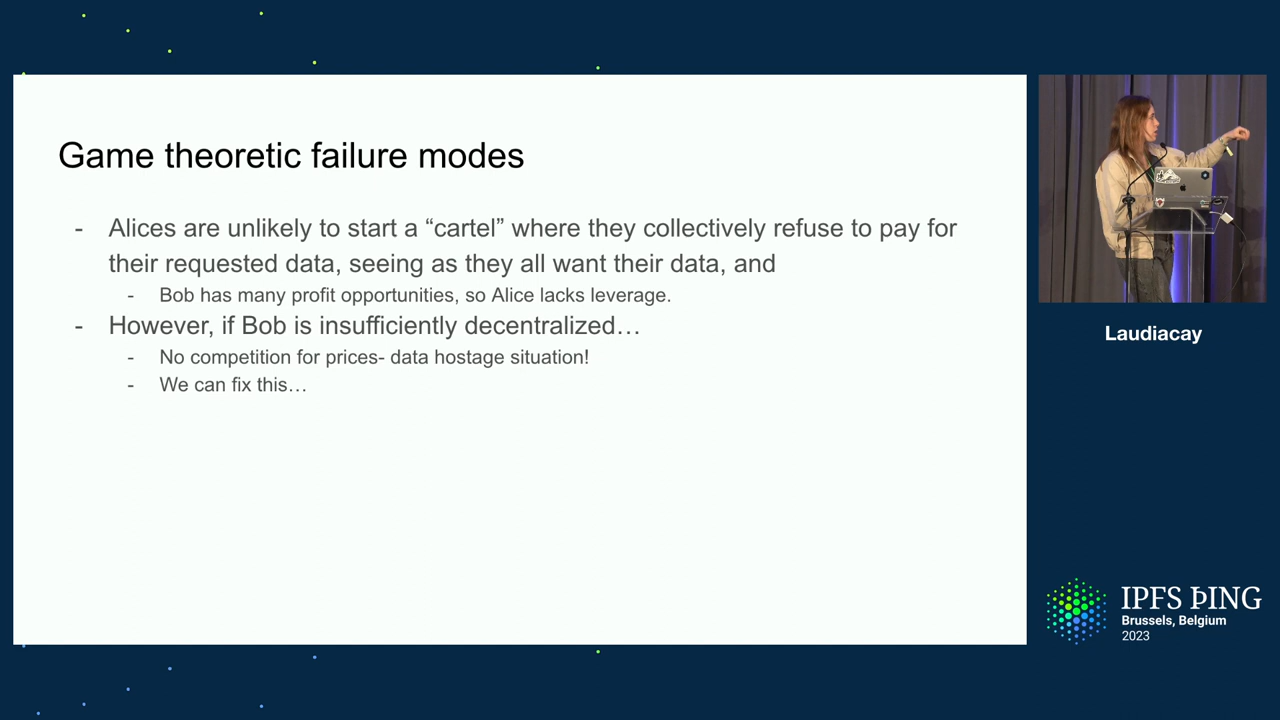 Game theoretic failure modes
- Alices are unlikely to start a “cartel” where they collectively refuse to pay for
their requested data, seeing as they all want their data, and
- Bob has many profit opportunities, so Alice lacks leverage.
- However, if Bob is insufficiently decentralized…
- No competition for prices- data hostage situation!
- We can fix this…
Laudiacay
IPFS ÞING
Brussels, Belgium
2023